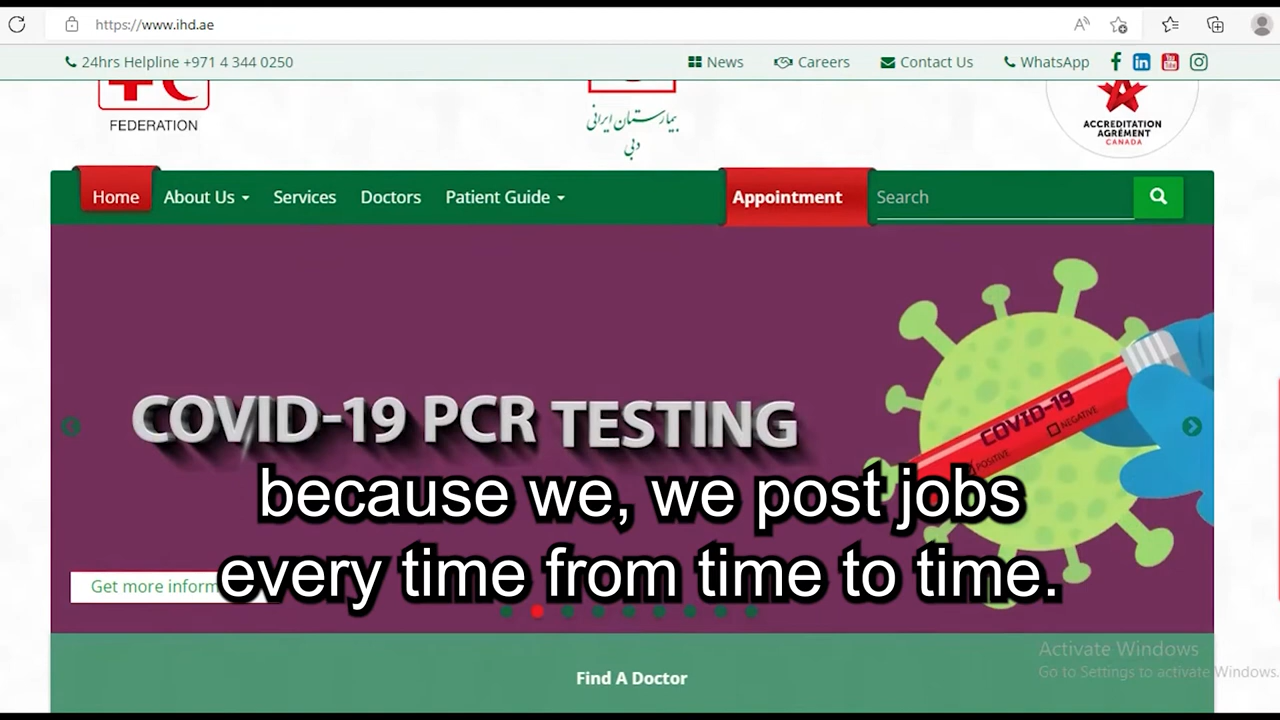 https://www.ihd.ae
24hrs Helpline +971 4 344 0250
News
Careers
Contact Us
WhatsApp
FEDERATION
بیمارستان ایرانی
دبی
ACCREDITATION
AGRÉMENT
CANADA
Home
About Us
Services
Doctors
Patient Guide
Appointment
Search
COVID-19 PCR TESTING
COVID-19
POSITIVE
NEGATIVE
because we, we post jobs
every time from time to time.
Get more inform
Find A Doctor
Activate Windows
Go to Settings to activate Windows.